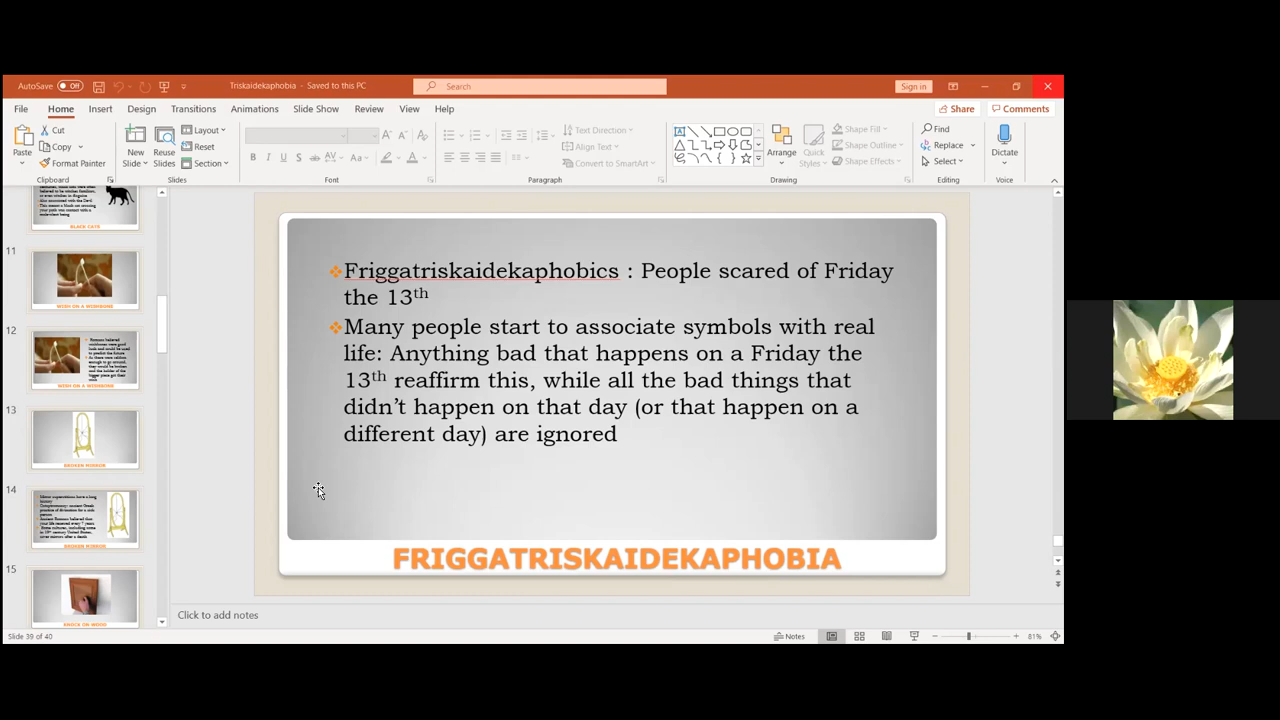 AutoSave Off
Triskaidekaphobia - Saved to this PC
Search
Sign in
File Home Insert Design Transitions Animations Slide Show Review View Help
Share Comments
Paste
Cut
Copy
Format Painter
Clipboard
New Slide
Reuse Slides
Layout
Reset
Section
Slides
Font
Paragraph
Text Direction
Align Text
Convert to SmartArt
Arrange
Quick Styles
Shape Fill
Shape Outline
Shape Effects
Drawing
Find
Replace
Select
Editing
Dictate
Voice
BLACK CATS
11
WISH ON A WISHBONE
12
WISH ON A WISHBONE
13
BROKEN MIRROR
14
BROKEN MIRROR
15
KNOCK ON WOOD
Friggatriskaidekaphobics : People scared of Friday
the 13th
Many people start to associate symbols with real
life: Anything bad that happens on a Friday the
13th reaffirm this, while all the bad things that
didn't happen on that day (or that happen on a
different day) are ignored
FRIGGATRISKAIDEKAPHOBIA
Click to add notes
Slide 39 of 40
Notes
81%